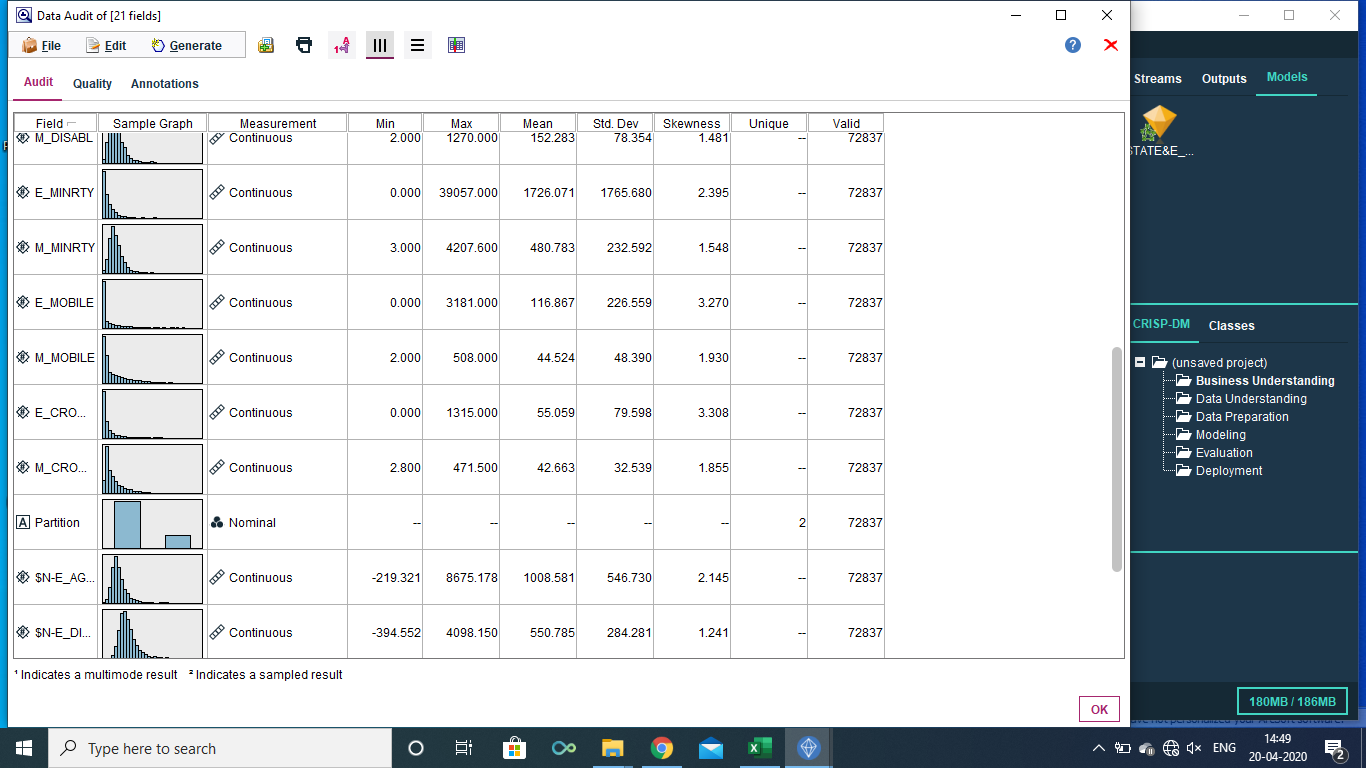 Data Audit of [21 fields]
File Edit Generate
Audit Quality Annotations
Field Sample Graph Measurement Min Max Mean Std. Dev Skewness Unique Valid
M_DISABL Continuous 2.000 1270.000 152.283 78.354 1.481 -- 72837
E_MINRTY Continuous 0.000 39057.000 1726.071 1765.680 2.395 -- 72837
M_MINRTY Continuous 3.000 4207.600 480.783 232.592 1.548 -- 72837
E_MOBILE Continuous 0.000 3181.000 116.867 226.559 3.270 -- 72837
M_MOBILE Continuous 2.000 508.000 44.524 48.390 1.930 -- 72837
E_CRO... Continuous 0.000 1315.000 55.059 79.598 3.308 -- 72837
M_CRO... Continuous 2.800 471.500 42.663 32.539 1.855 -- 72837
A Partition Nominal -- -- -- -- -- 2 72837
$N-E_AG... Continuous -219.321 8675.178 1008.581 546.730 2.145 -- 72837
$N-E_DI... Continuous -394.552 4098.150 550.785 284.281 1.241 -- 72837
¹ Indicates a multimode result ² Indicates a sampled result
OK
Streams Outputs Models
STATE&E_...
CRISP-DM Classes
(unsaved project)
Business Understanding
Data Understanding
Data Preparation
Modeling
Evaluation
Deployment
180MB / 186MB
Type here to search
ENG
14:49
20-04-2020
2